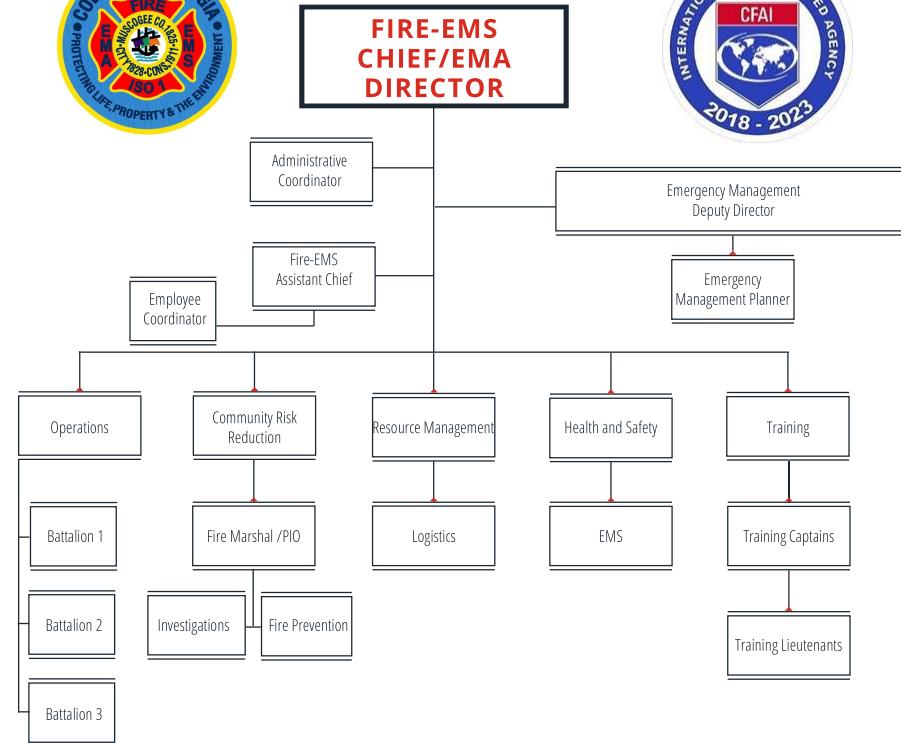 FIRE
EMA
EMS
ISO 1
MUSCOGEE CO. 1825
CITY 1828 CONS. 1971
PROTECTING LIFE, PROPERTY & THE ENVIRONMENT
FIRE-EMS
CHIEF/EMA
DIRECTOR
CFAI
AGENCY
2018 - 2023
Administrative
Coordinator
Emergency Management
Deputy Director
Fire-EMS
Assistant Chief
Emergency
Management Planner
Employee
Coordinator
Operations
Community Risk
Reduction
Resource Management
Health and Safety
Training
Battalion 1
Fire Marshal /PIO
Logistics
EMS
Training Captains
Battalion 2
Investigations
Fire Prevention
Training Lieutenants
Battalion 3